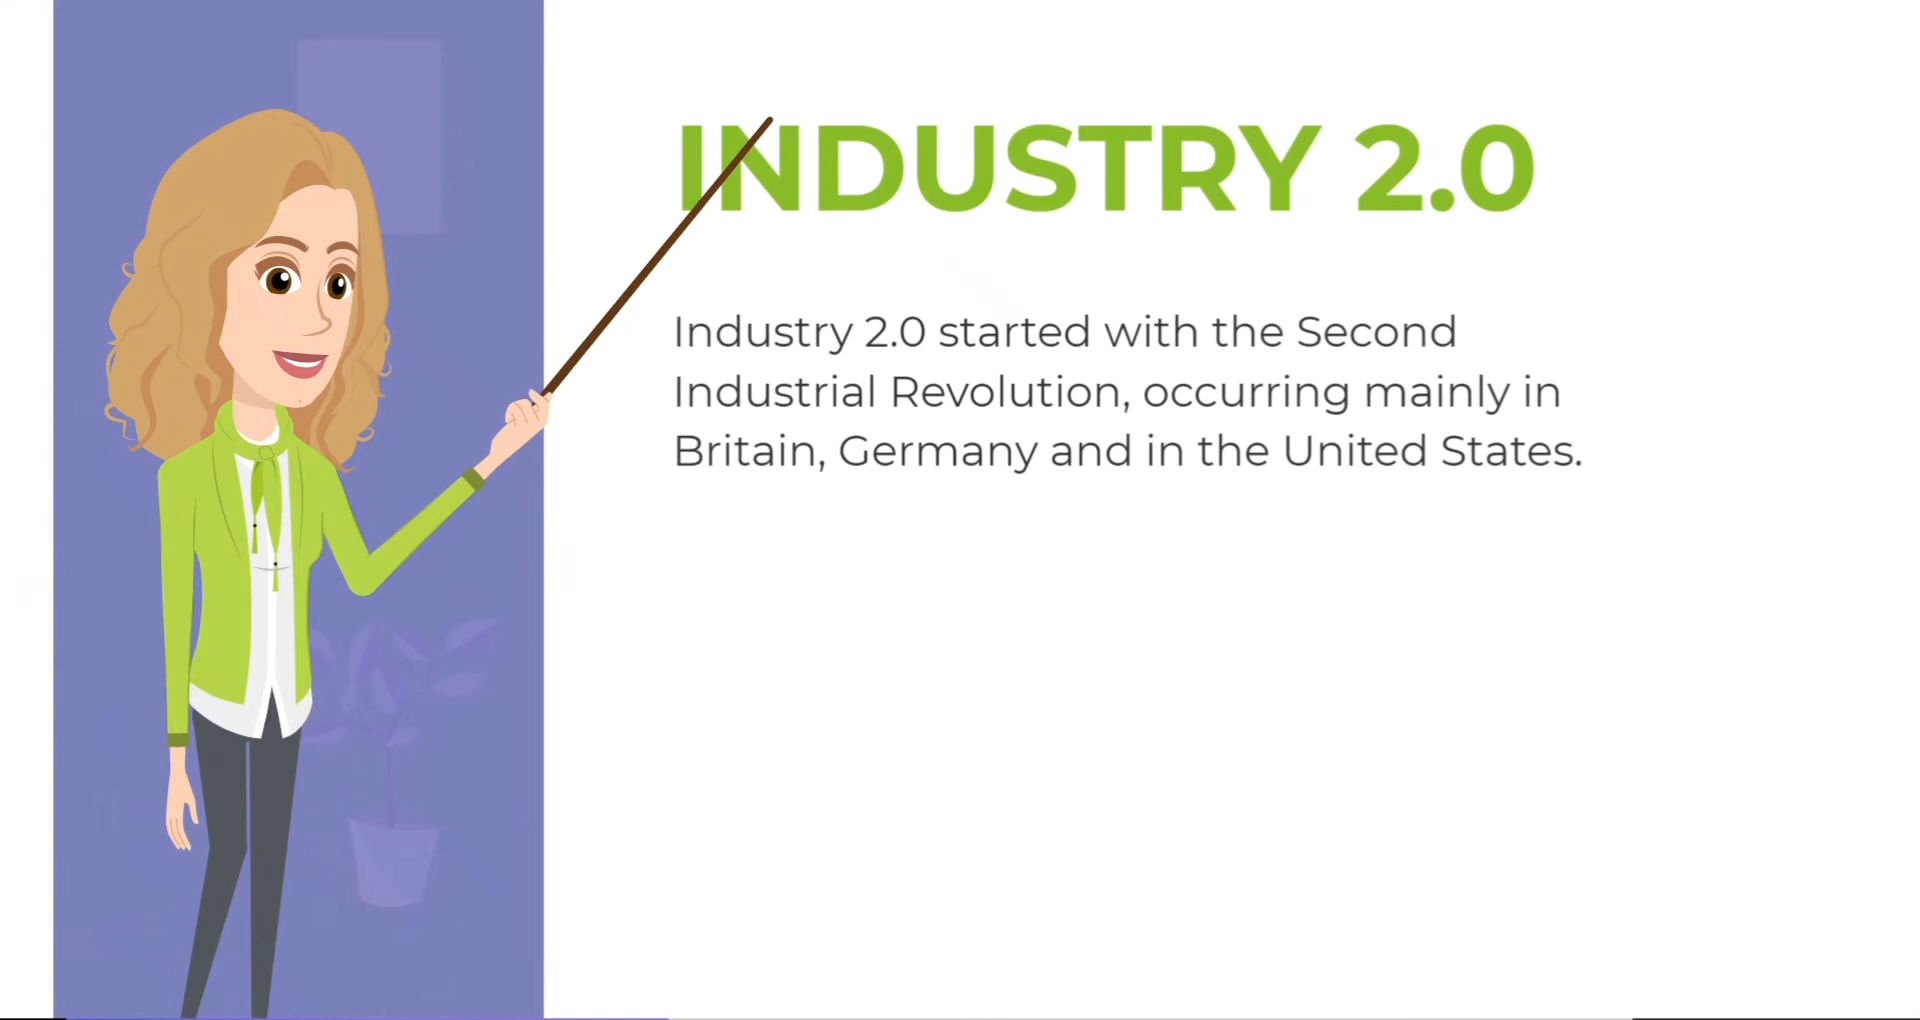 INDUSTRY 2.0
Industry 2.0 started with the Second
Industrial Revolution, occurring mainly in
Britain, Germany and in the United States.